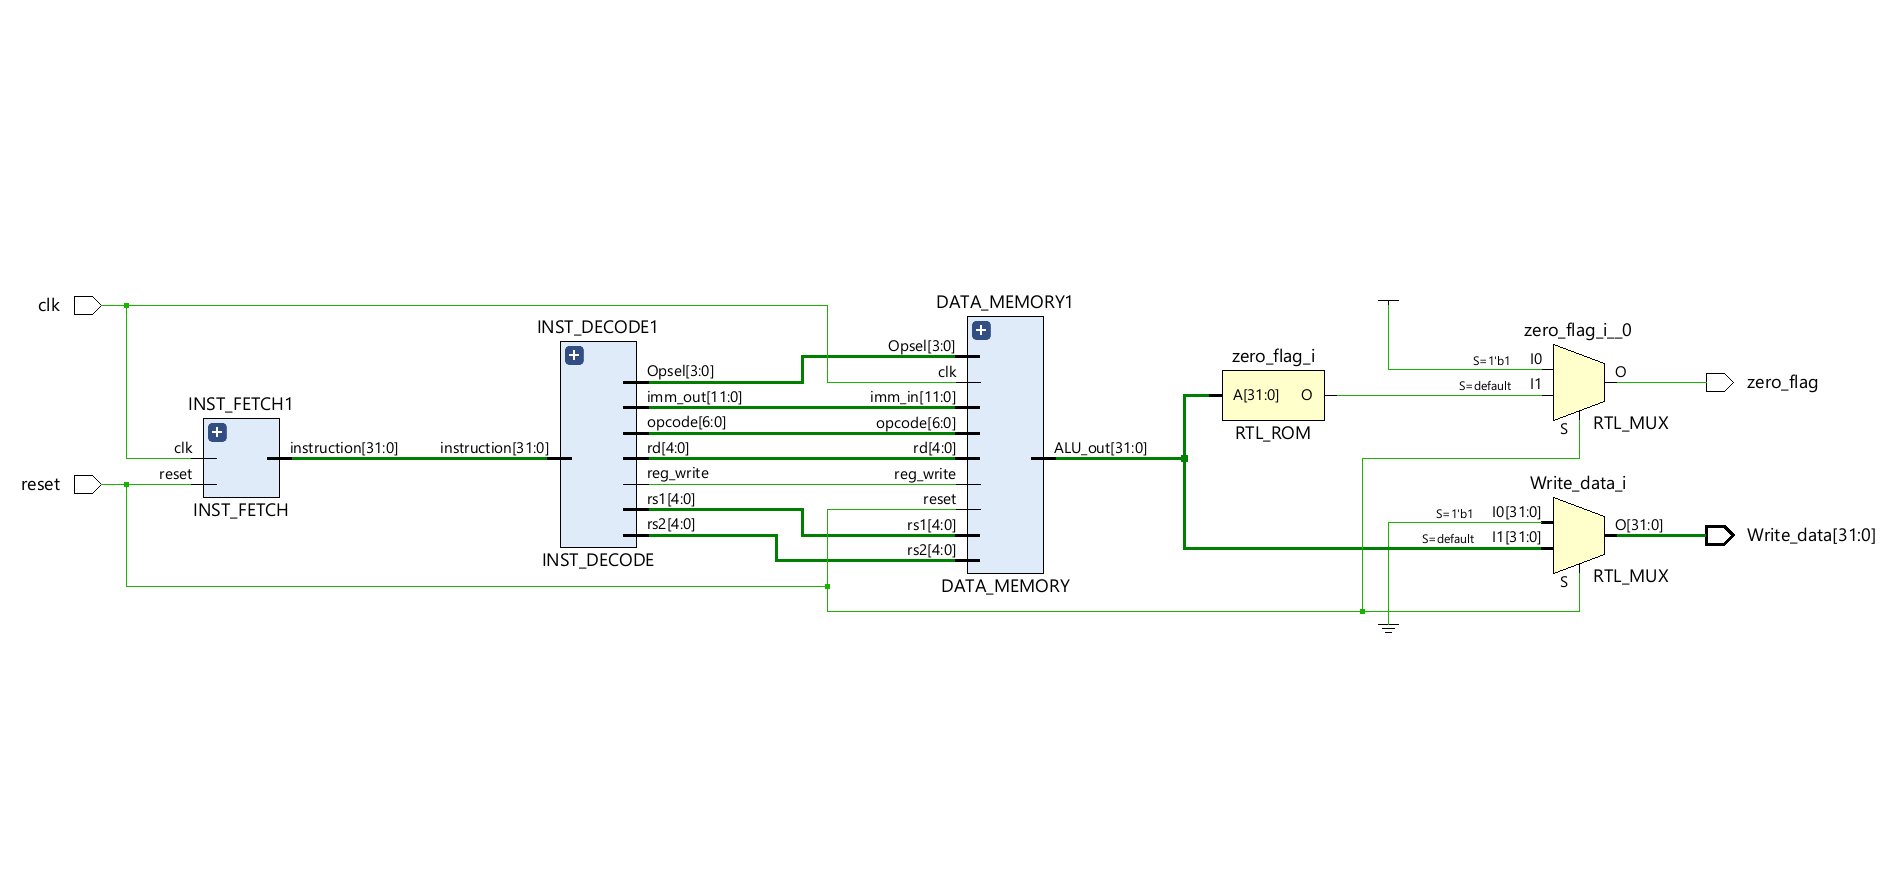 clk
reset
INST_FETCH1
clk
reset
instruction[31:0]
INST_FETCH
INST_DECODE1
instruction[31:0]
Opsel[3:0]
imm_out[11:0]
opcode[6:0]
rd[4:0]
reg_write
rs1[4:0]
rs2[4:0]
INST_DECODE
DATA_MEMORY1
Opsel[3:0]
clk
imm_in[11:0]
opcode[6:0]
rd[4:0]
reg_write
reset
rs1[4:0]
rs2[4:0]
ALU_out[31:0]
DATA_MEMORY
zero_flag_i
A[31:0] O
RTL_ROM
zero_flag_i__0
S=1'b1 I0
S=default I1
O
S
RTL_MUX
zero_flag
Write_data_i
S=1'b1 I0[31:0]
S=default I1[31:0]
O[31:0]
S
RTL_MUX
Write_data[31:0]